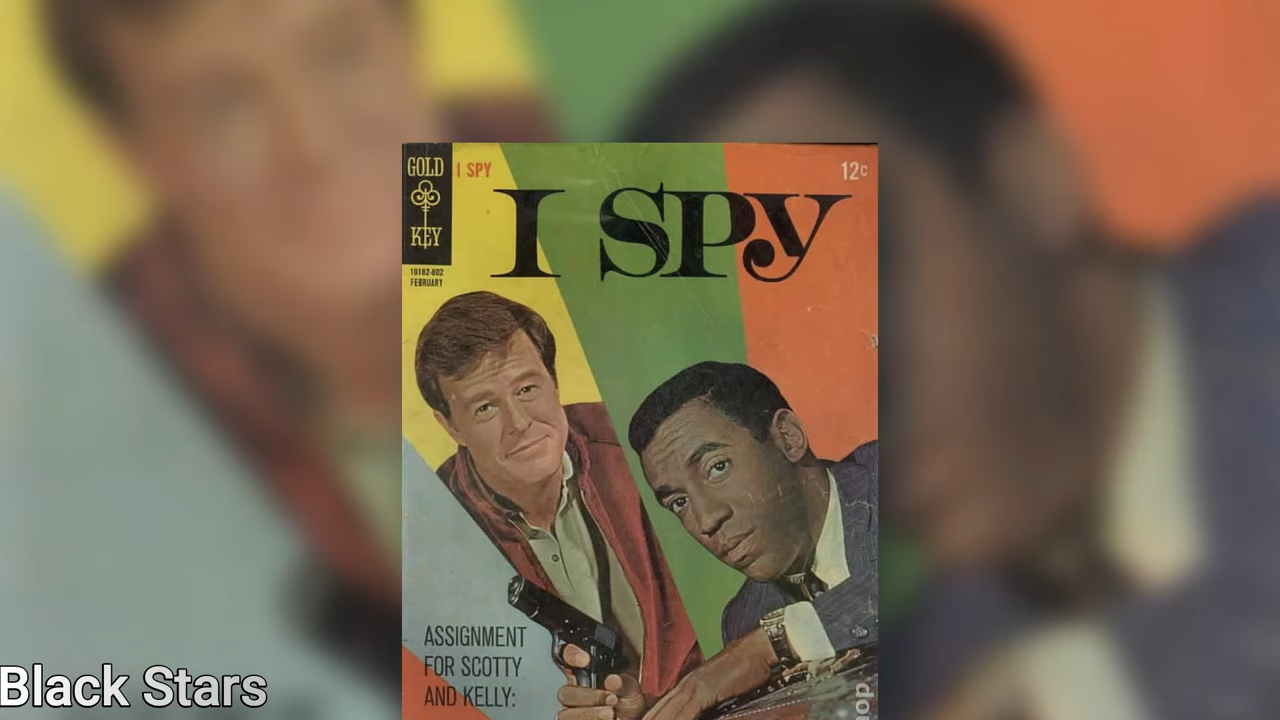 GOLD
KEY
I SPY
12c
I SPY
10182-802
FEBRUARY
ASSIGNMENT
FOR SCOTTY
AND KELLY:
Black Stars